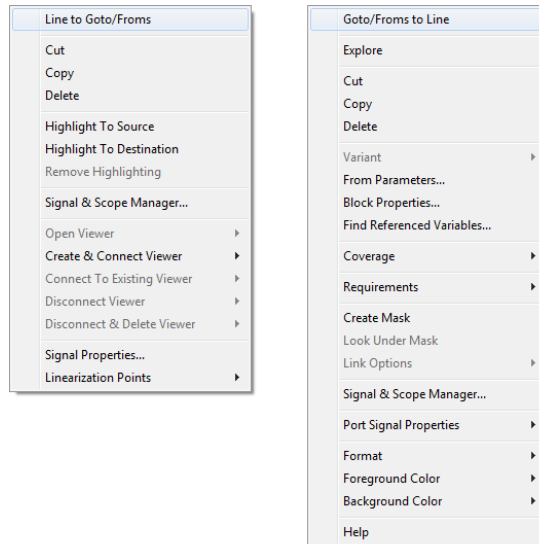 Line to Goto/Froms
Cut
Copy
Delete
Highlight To Source
Highlight To Destination
Remove Highlighting
Signal & Scope Manager...
Open Viewer
Create & Connect Viewer
Connect To Existing Viewer
Disconnect Viewer
Disconnect & Delete Viewer
Signal Properties...
Linearization Points
Goto/Froms to Line
Explore
Cut
Copy
Delete
Variant
From Parameters...
Block Properties...
Find Referenced Variables...
Coverage
Requirements
Create Mask
Look Under Mask
Link Options
Signal & Scope Manager...
Port Signal Properties
Format
Foreground Color
Background Color
Help